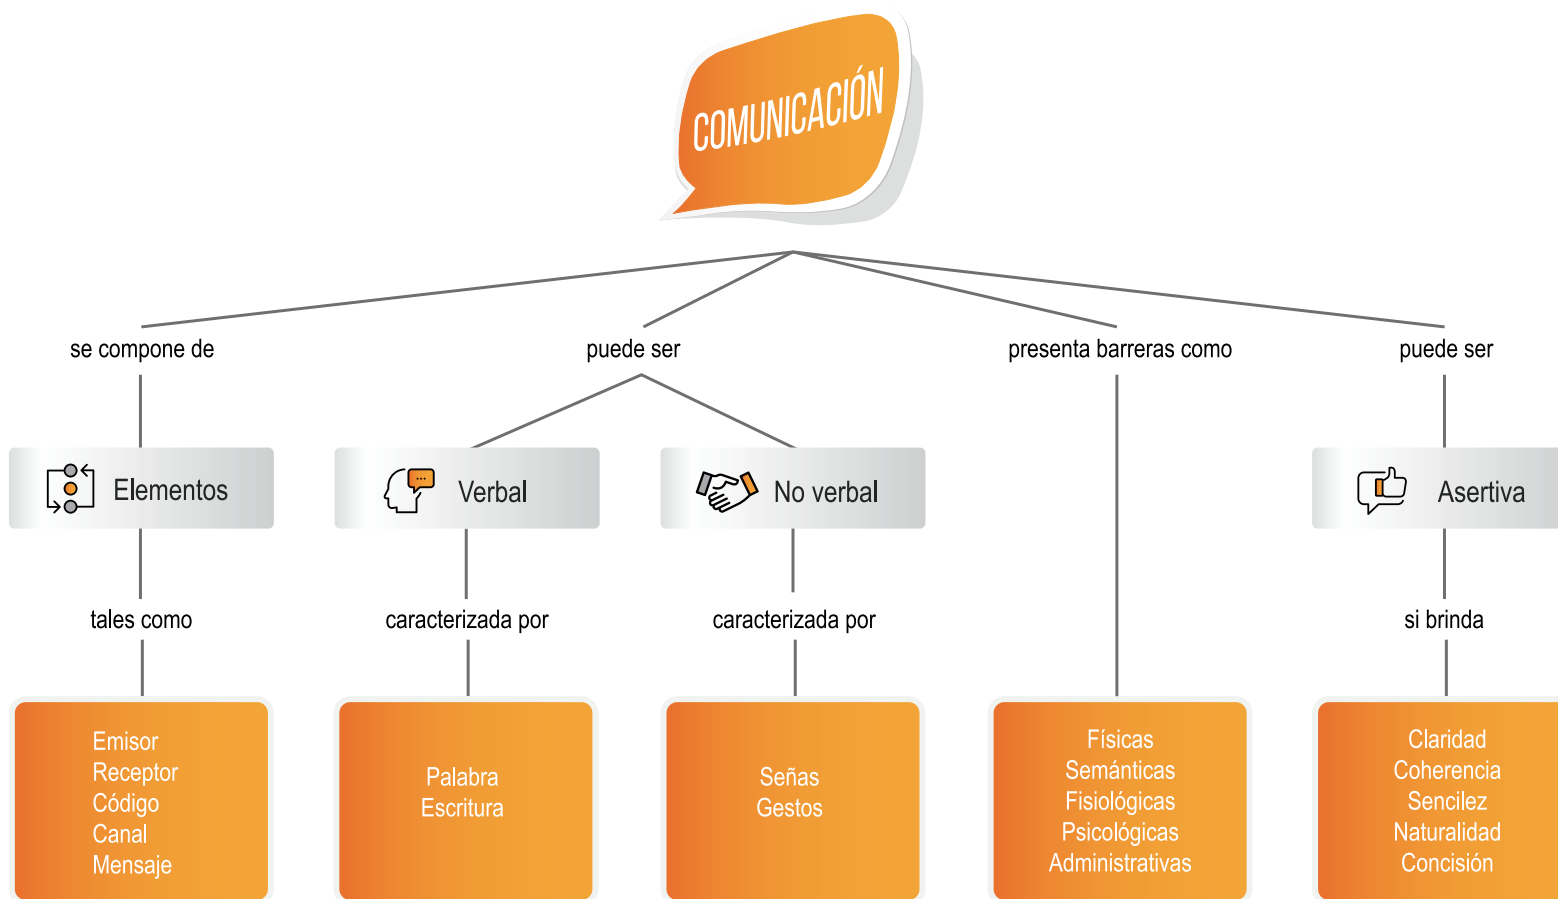 COMUNICACIÓN
se compone de
puede ser
presenta barreras como
puede ser
Elementos
Verbal
No verbal
Asertiva
tales como
caracterizada por
caracterizada por
si brinda
Emisor
Receptor
Código
Canal
Mensaje
Palabra
Escritura
Señas
Gestos
Físicas
Semánticas
Fisiológicas
Psicológicas
Administrativas
Claridad
Coherencia
Sencilez
Naturalidad
Concisión